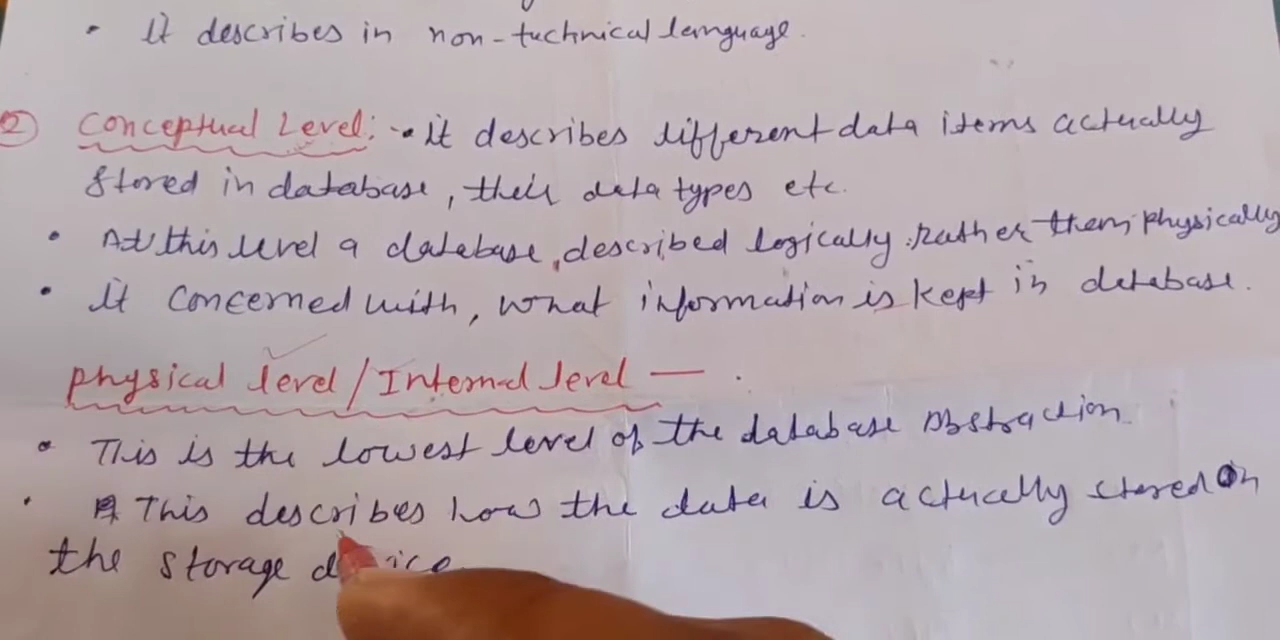 • It describes in non-technical language.
② Conceptual Level: - • it describes different data items actually
stored in database, their data types etc.
• At this level a database, described logically rather then physically
• it concerned with, what information is kept in database.
physical level / Internal level — .
• This is the lowest level of the database Abstraction
• This describes how the data is actually stored on
the storage